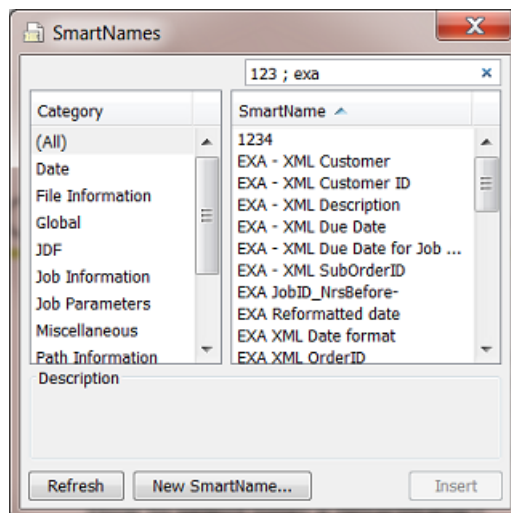 SmartNames
123 ; exa
Category
(All)
Date
File Information
Global
JDF
Job Information
Job Parameters
Miscellaneous
Path Information
SmartName
1234
EXA - XML Customer
EXA - XML Customer ID
EXA - XML Description
EXA - XML Due Date
EXA - XML Due Date for Job ...
EXA - XML SubOrderID
EXA JobID_NrsBefore-
EXA Reformatted date
EXA XML Date format
EXA XML OrderID
Description
Refresh
New SmartName...
Insert